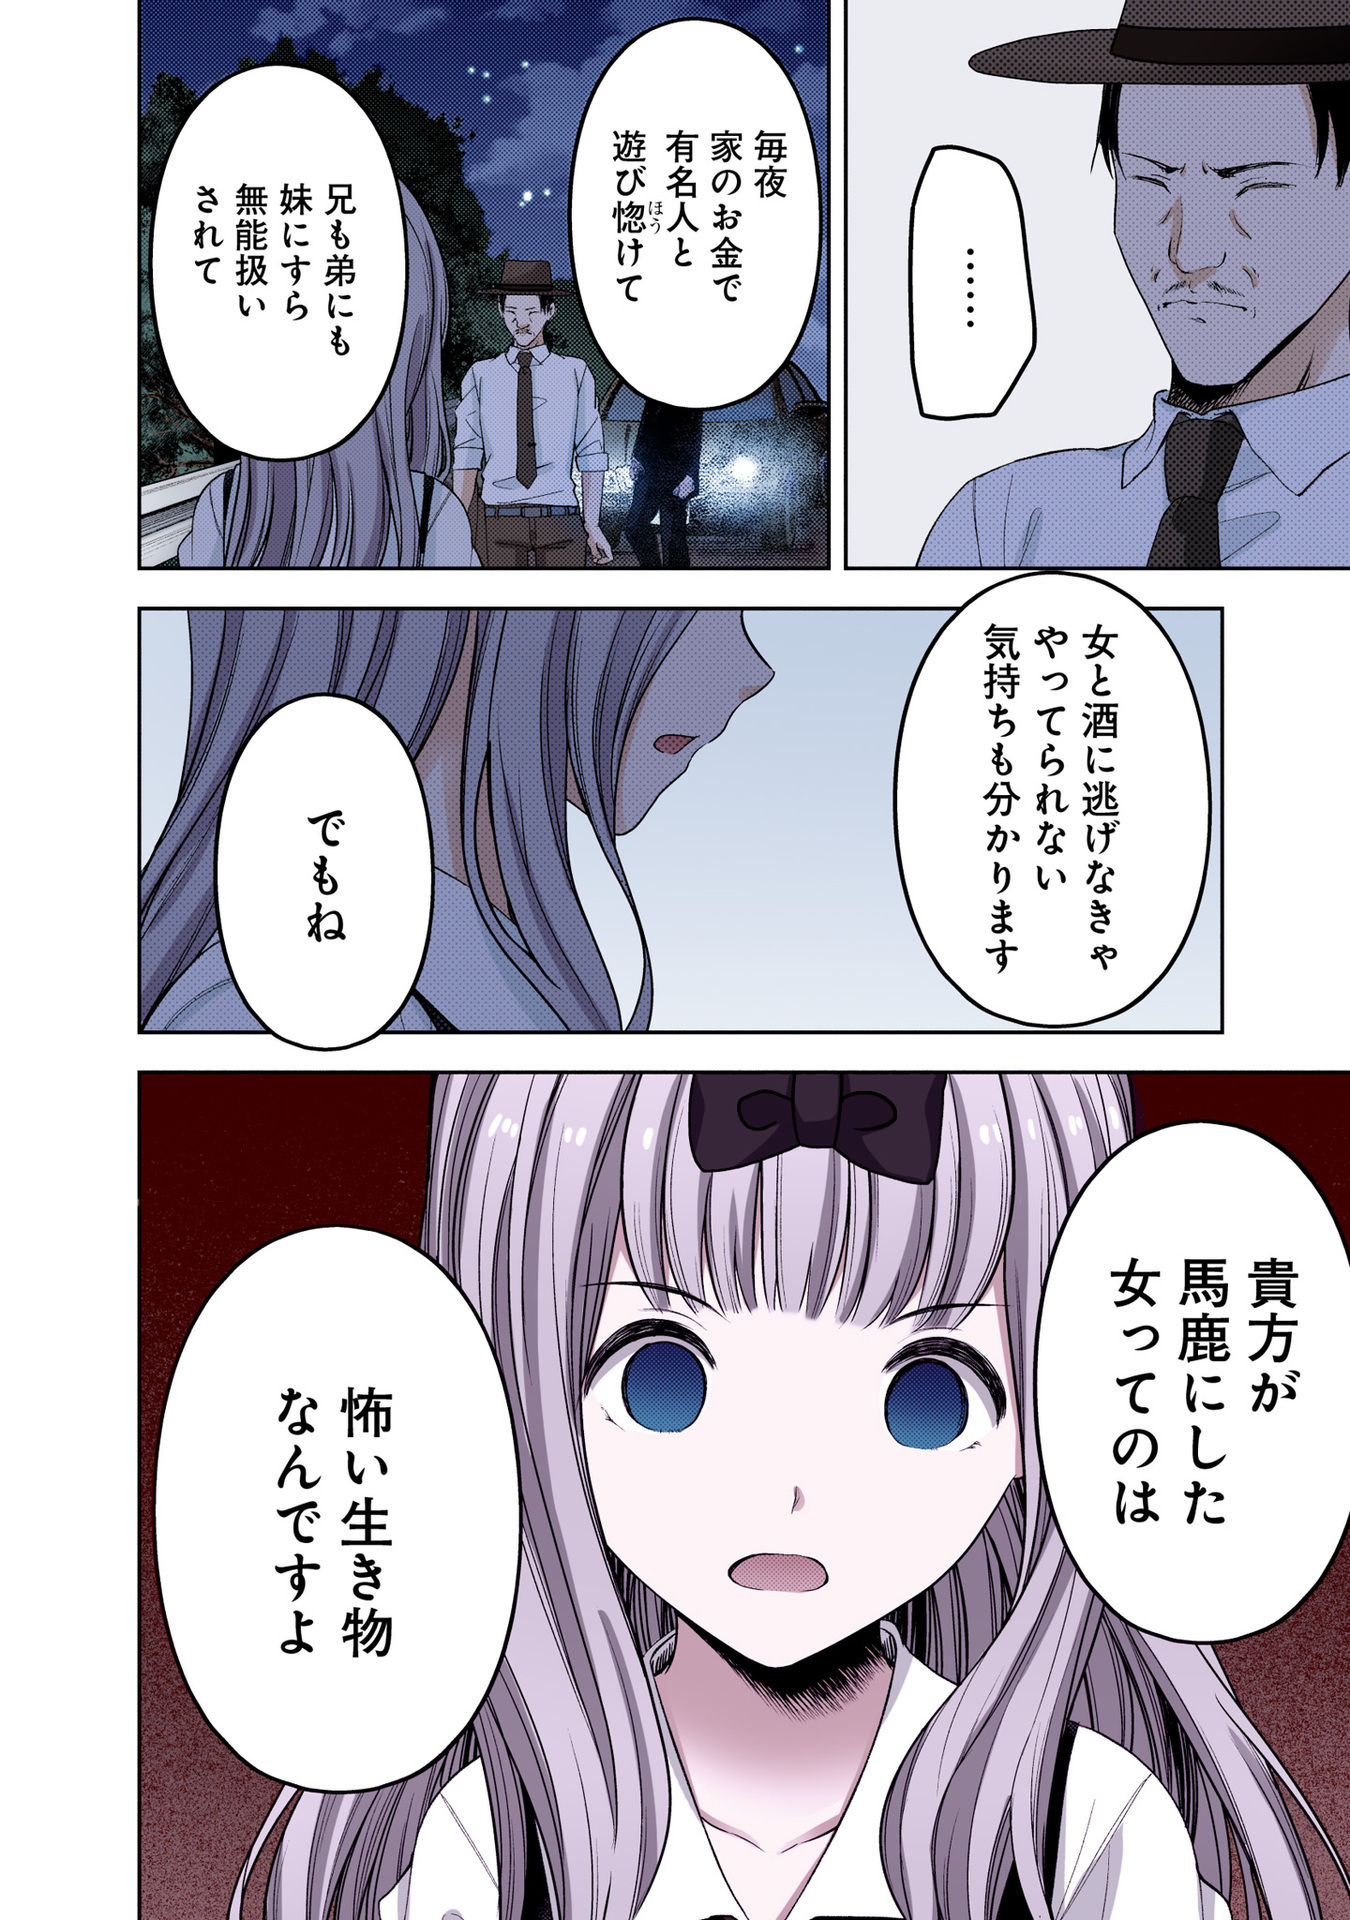 ……
毎夜
家のお金で
有名人と
遊び惚けて
ほう
兄も弟にも
妹にすら
無能扱い
されて
女と酒に逃げなきゃ
やってられない
気持ちも分かります
でもね
貴方が
馬鹿にした
女ってのは
怖い生き物
なんですよ